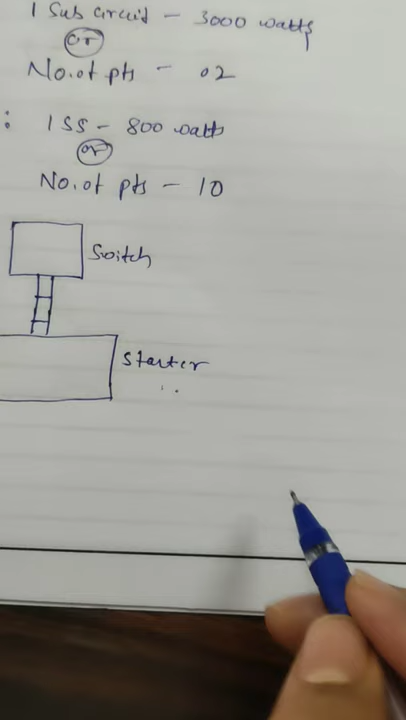 1 Sub circuit - 3000 watts
or
No. of pts - 02
: 1 SS - 800 watts
or
No. of pts - 10
Switch
Starter